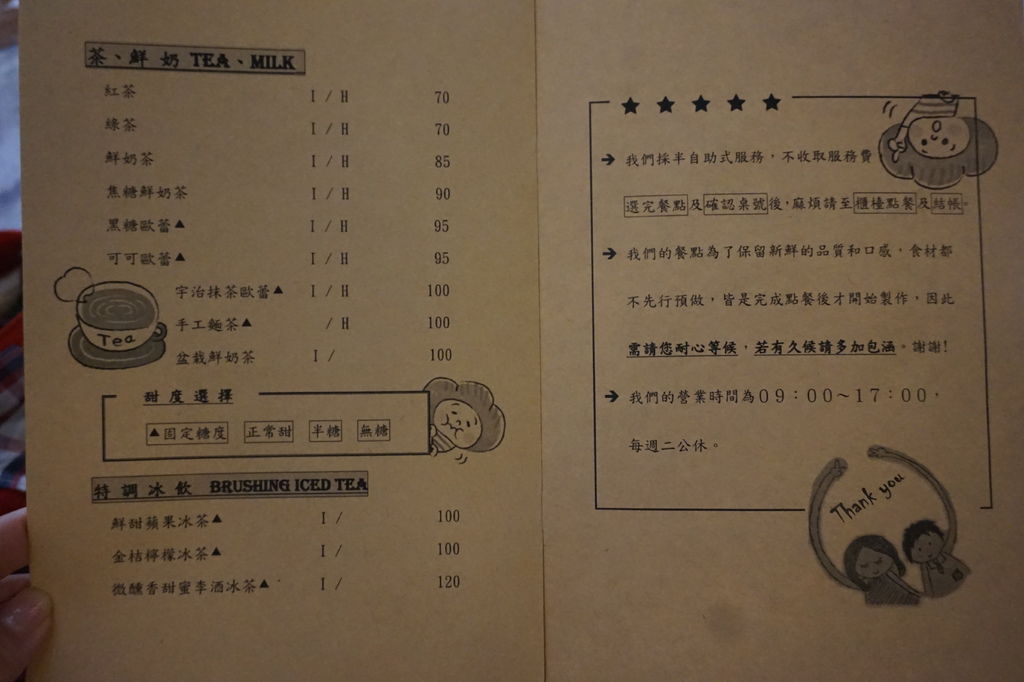 茶、鮮 奶 TEA、MILK
紅茶 I / H 70
綠茶 I / H 70
鮮奶茶 I / H 85
焦糖鮮奶茶 I / H 90
黑糖歐蕾▲ I / H 95
可可歐蕾▲ I / H 95
宇治抹茶歐蕾▲ I / H 100
手工麵茶▲ / H 100
盆栽鮮奶茶 I / 100
Tea
甜 度 選 擇
▲固定糖度 正常甜 半糖 無糖
特 調 冰 飲 BRUSHING ICED TEA
鮮甜蘋果冰茶▲ I / 100
金桔檸檬冰茶▲ I / 100
微醺香甜蜜李酒冰茶▲ I / 120
★ ★ ★ ★ ★
➔ 我們採半自助式服務，不收取服務費
選完餐點及確認桌號後，麻煩請至櫃檯點餐及結帳。
➔ 我們的餐點為了保留新鮮的品質和口感，食材都
不先行預做，皆是完成點餐後才開始製作，因此
需請您耐心等候，若有久候請多加包涵。謝謝!
➔ 我們的營業時間為09：00~17：00，
每週二公休。
Thank you